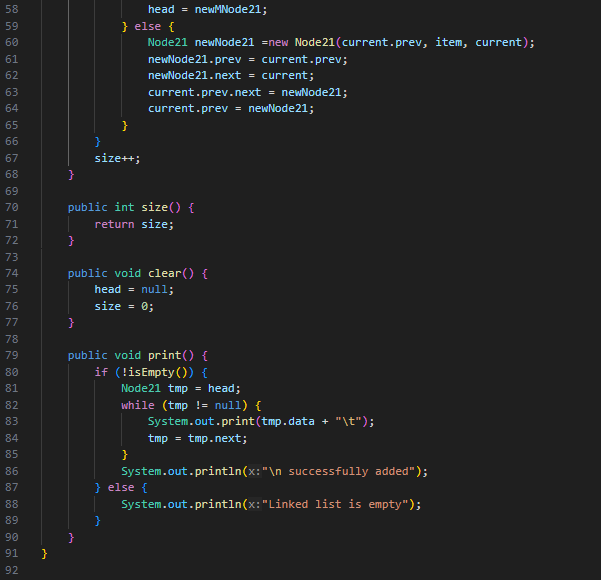 58 head = newMNode21;
59 } else {
60 Node21 newNode21 =new Node21(current.prev, item, current);
61 newNode21.prev = current.prev;
62 newNode21.next = current;
63 current.prev.next = newNode21;
64 current.prev = newNode21;
65 }
66 }
67 size++;
68 }
69
70 public int size() {
71 return size;
72 }
73
74 public void clear() {
75 head = null;
76 size = 0;
77 }
78
79 public void print() {
80 if (!isEmpty()) {
81 Node21 tmp = head;
82 while (tmp != null) {
83 System.out.print(tmp.data + "\t");
84 tmp = tmp.next;
85 }
86 System.out.println(x:"\n successfully added");
87 } else {
88 System.out.println(x:"Linked list is empty");
89 }
90 }
91 }
92